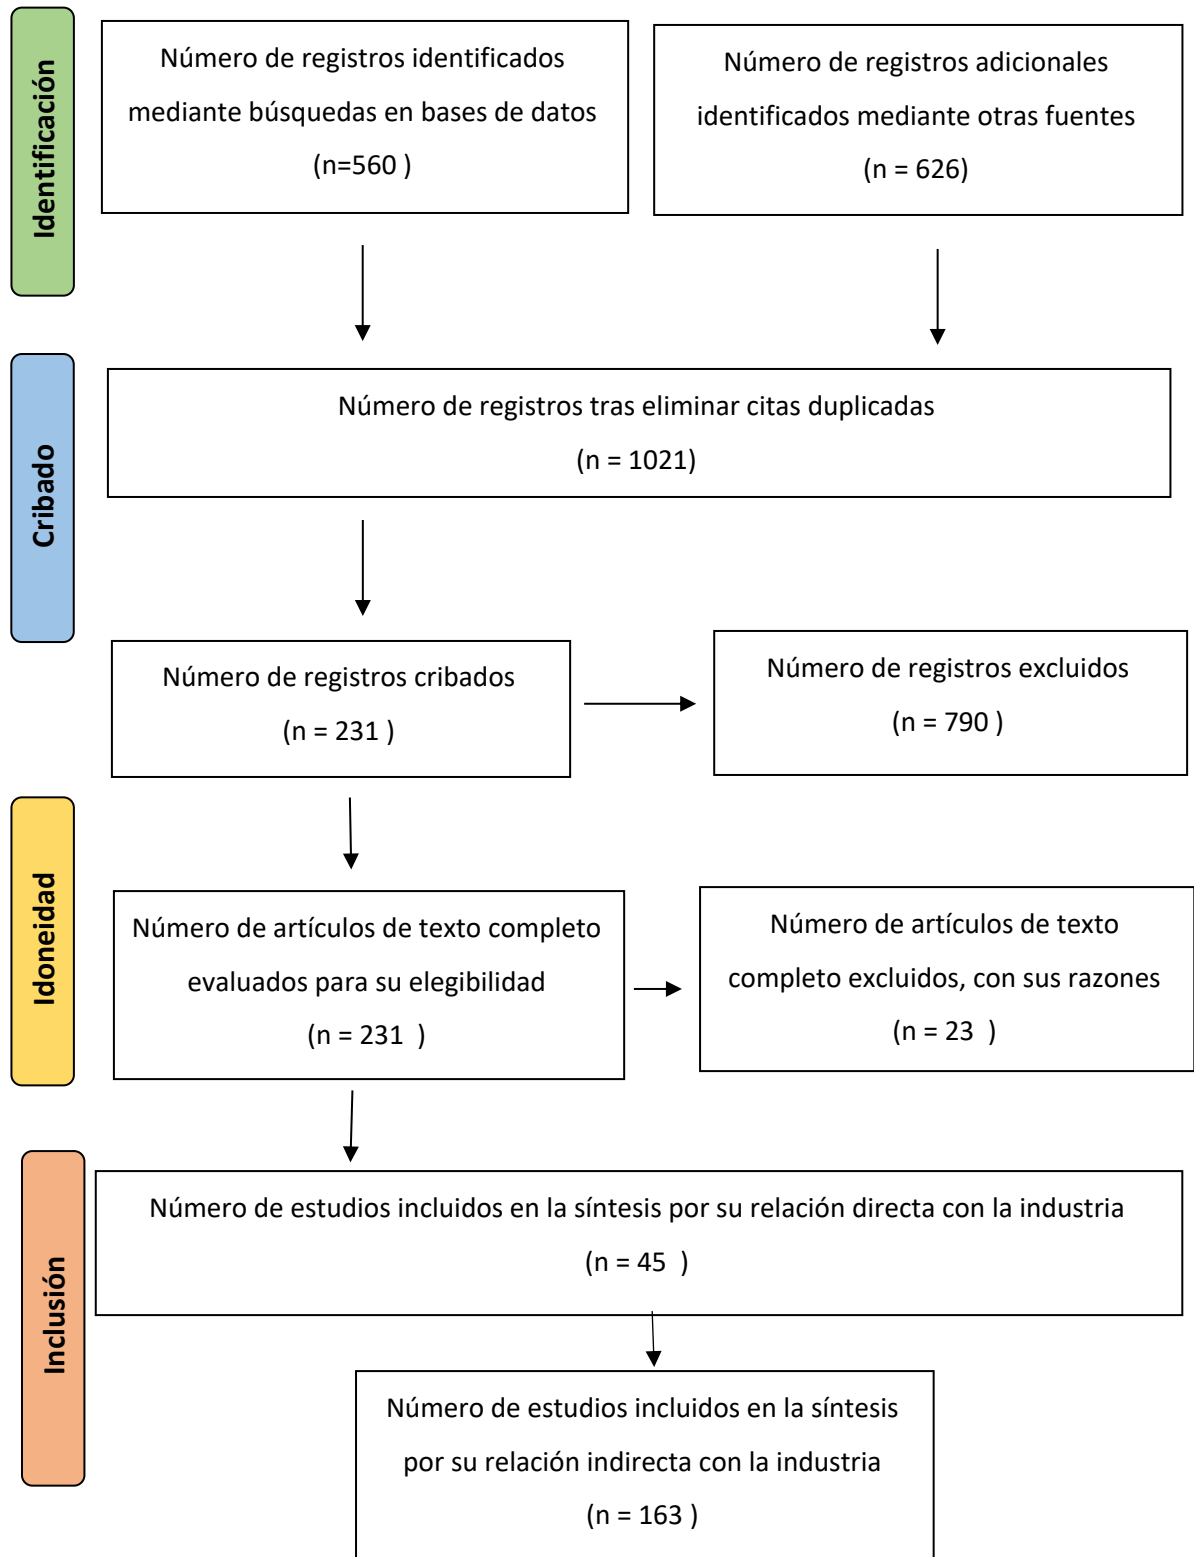 Identificación
Número de registros identificados
mediante búsquedas en bases de datos
(n=560 )
Número de registros adicionales
identificados mediante otras fuentes
(n = 626)
Cribado
Número de registros tras eliminar citas duplicadas
(n = 1021)
Número de registros cribados
(n = 231 )
Número de registros excluidos
(n = 790 )
Idoneidad
Número de artículos de texto completo
evaluados para su elegibilidad
(n = 231 )
Número de artículos de texto
completo excluidos, con sus razones
(n = 23 )
Inclusión
Número de estudios incluidos en la síntesis por su relación directa con la industria
(n = 45 )
Número de estudios incluidos en la síntesis
por su relación indirecta con la industria
(n = 163 )